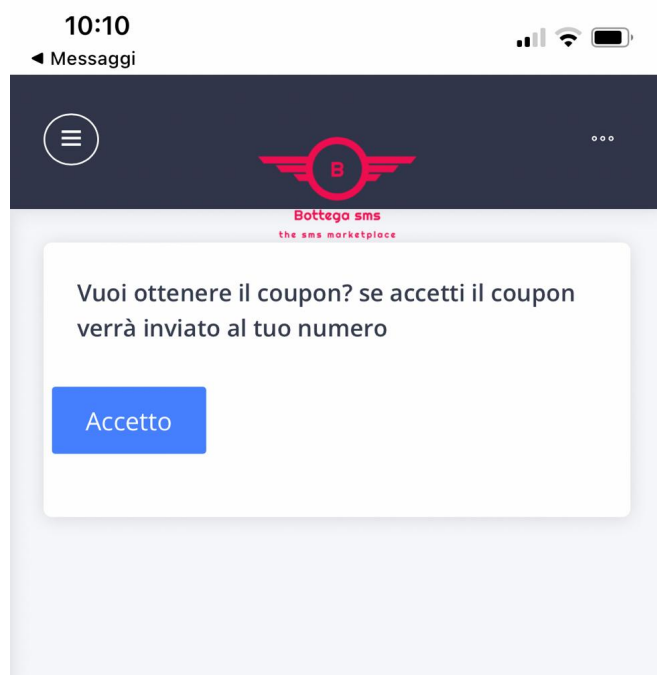 10:10
◀ Messaggi
B
Bottega sms
the sms marketplace
Vuoi ottenere il coupon? se accetti il coupon
verrà inviato al tuo numero
Accetto